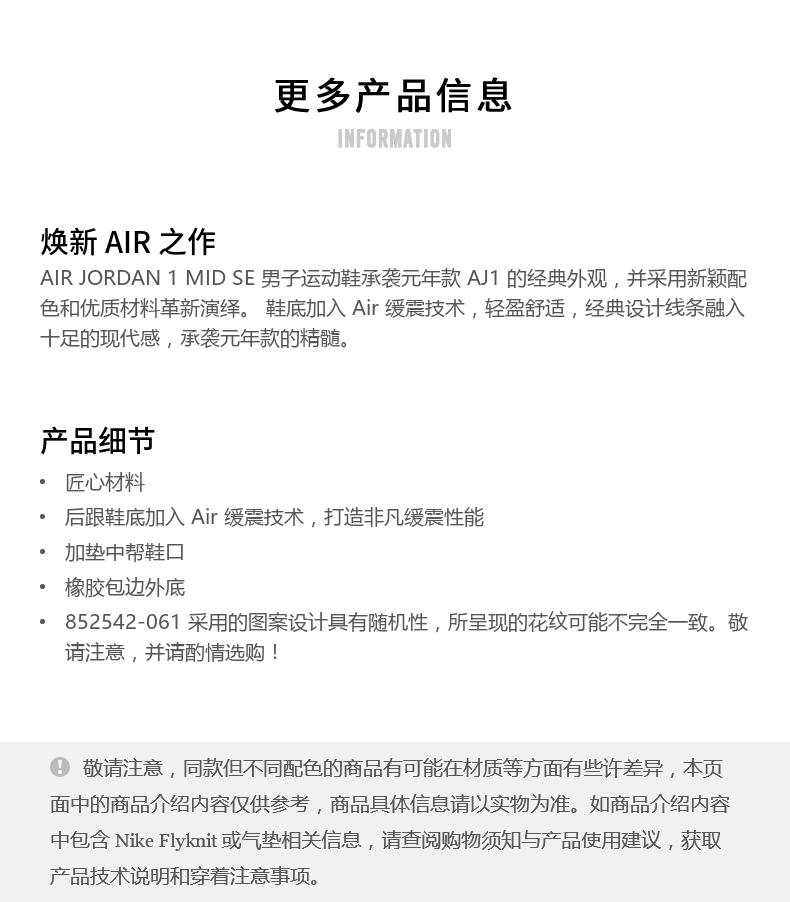 更多产品信息
INFORMATION
焕新 AIR 之作
AIR JORDAN 1 MID SE 男子运动鞋承袭元年款 AJ1 的经典外观，并采用新颖配
色和优质材料革新演绎。 鞋底加入 Air 缓震技术，轻盈舒适，经典设计线条融入
十足的现代感，承袭元年款的精髓。
产品细节
• 匠心材料
• 后跟鞋底加入 Air 缓震技术，打造非凡缓震性能
• 加垫中帮鞋口
• 橡胶包边外底
• 852542-061 采用的图案设计具有随机性，所呈现的花纹可能不完全一致。敬
请注意，并请酌情选购！
敬请注意，同款但不同配色的商品有可能在材质等方面有些许差异，本页
面中的商品介绍内容仅供参考，商品具体信息请以实物为准。如商品介绍内容
中包含 Nike Flyknit 或气垫相关信息，请查阅购物须知与产品使用建议，获取
产品技术说明和穿着注意事项。